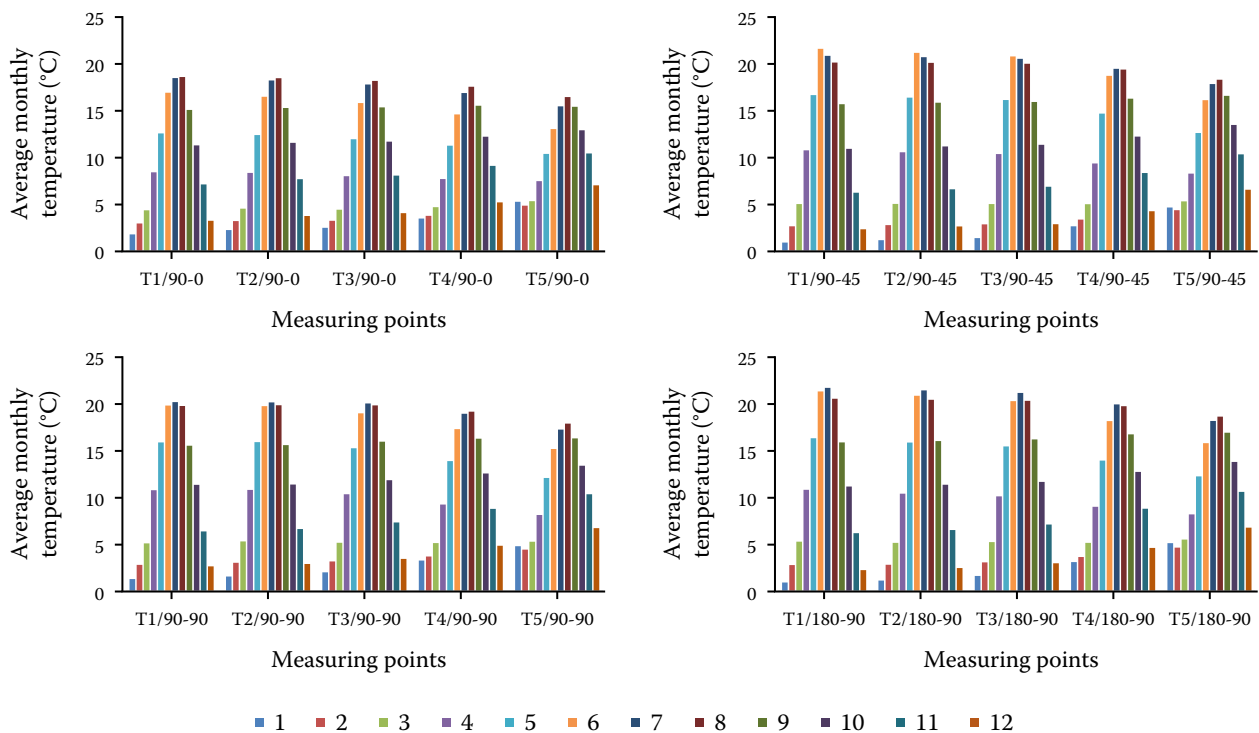 25
20
15
10
5
0
Average monthly
temperature (°C)
T1/90-0 T2/90-0 T3/90-0 T4/90-0 T5/90-0
Measuring points
25
20
15
10
5
0
Average monthly
temperature (°C)
T1/90-45 T2/90-45 T3/90-45 T4/90-45 T5/90-45
Measuring points
25
20
15
10
5
0
Average monthly
temperature (°C)
T1/90-90 T2/90-90 T3/90-90 T4/90-90 T5/90-90
Measuring points
25
20
15
10
5
0
Average monthly
temperature (°C)
T1/180-90 T2/180-90 T3/180-90 T4/180-90 T5/180-90
Measuring points
1 2 3 4 5 6 7 8 9 10 11 12